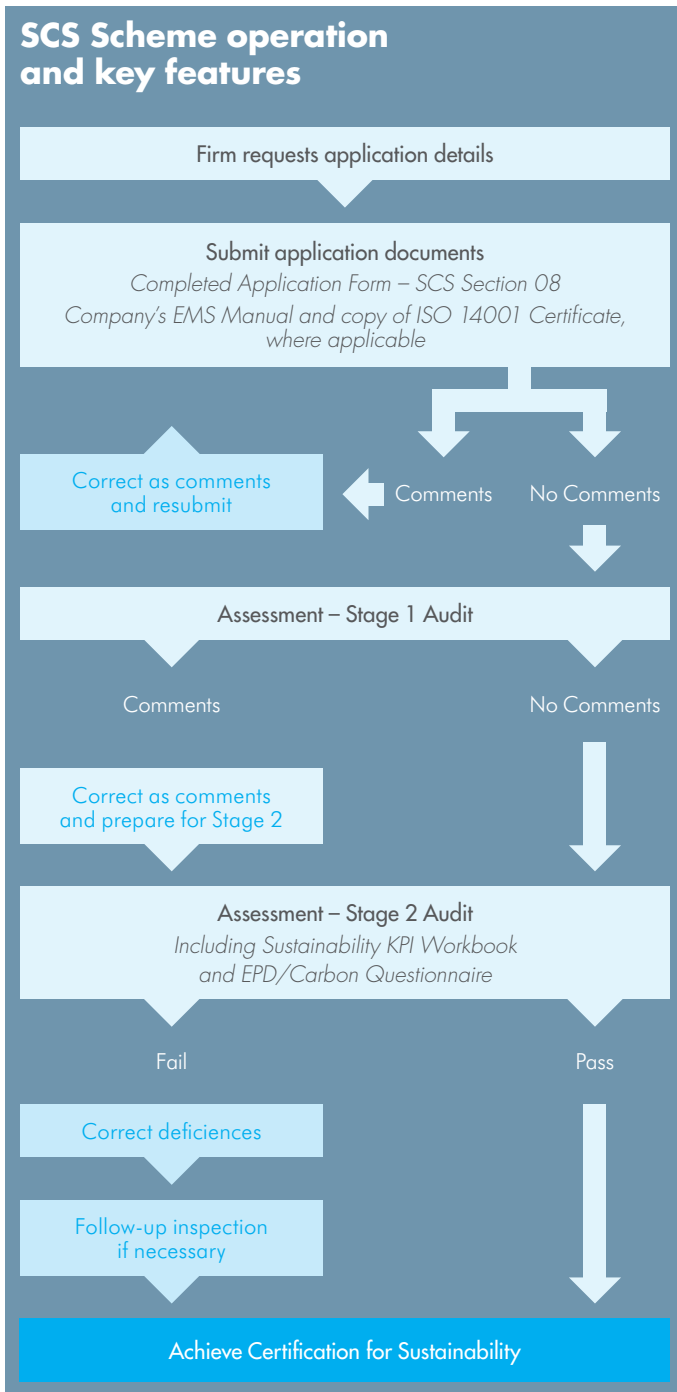 SCS Scheme operation
and key features
Firm requests application details
Submit application documents
Completed Application Form – SCS Section 08
Company's EMS Manual and copy of ISO 14001 Certificate,
where applicable
Correct as comments
and resubmit
Comments
No Comments
Assessment – Stage 1 Audit
Comments
No Comments
Correct as comments
and prepare for Stage 2
Assessment – Stage 2 Audit
Including Sustainability KPI Workbook
and EPD/Carbon Questionnaire
Fail
Pass
Correct deficiences
Follow-up inspection
if necessary
Achieve Certification for Sustainability